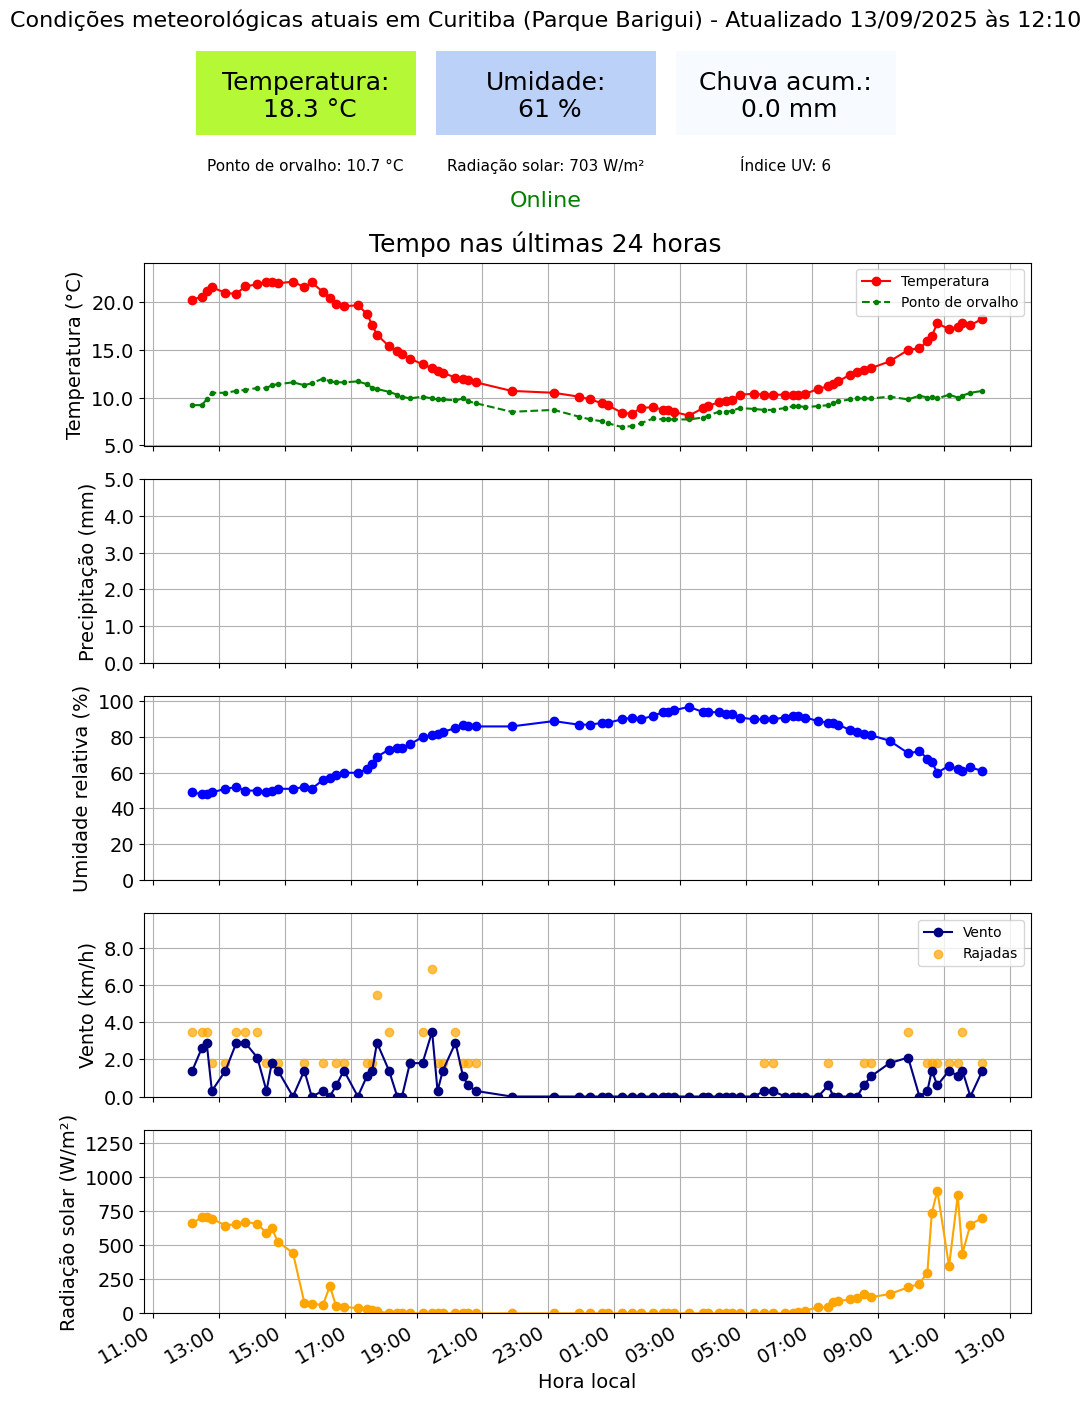 Condições meteorológicas atuais em Curitiba (Parque Barigui) - Atualizado 13/09/2025 às 12:10
Temperatura:
18.3 °C
Umidade:
61 %
Chuva acum.:
0.0 mm
Ponto de orvalho: 10.7 °C
Radiação solar: 703 W/m²
Índice UV: 6
Online
Tempo nas últimas 24 horas
Temperatura (°C)
20.0
15.0
10.0
5.0
Temperatura
Ponto de orvalho
Precipitação (mm)
5.0
4.0
3.0
2.0
1.0
0.0
Umidade relativa (%)
100
80
60
40
20
0
Vento (km/h)
8.0
6.0
4.0
2.0
0.0
Vento
Rajadas
Radiação solar (W/m²)
1250
1000
750
500
250
0
11:00
13:00
15:00
17:00
19:00
21:00
23:00
01:00
03:00
05:00
07:00
09:00
11:00
13:00
Hora local